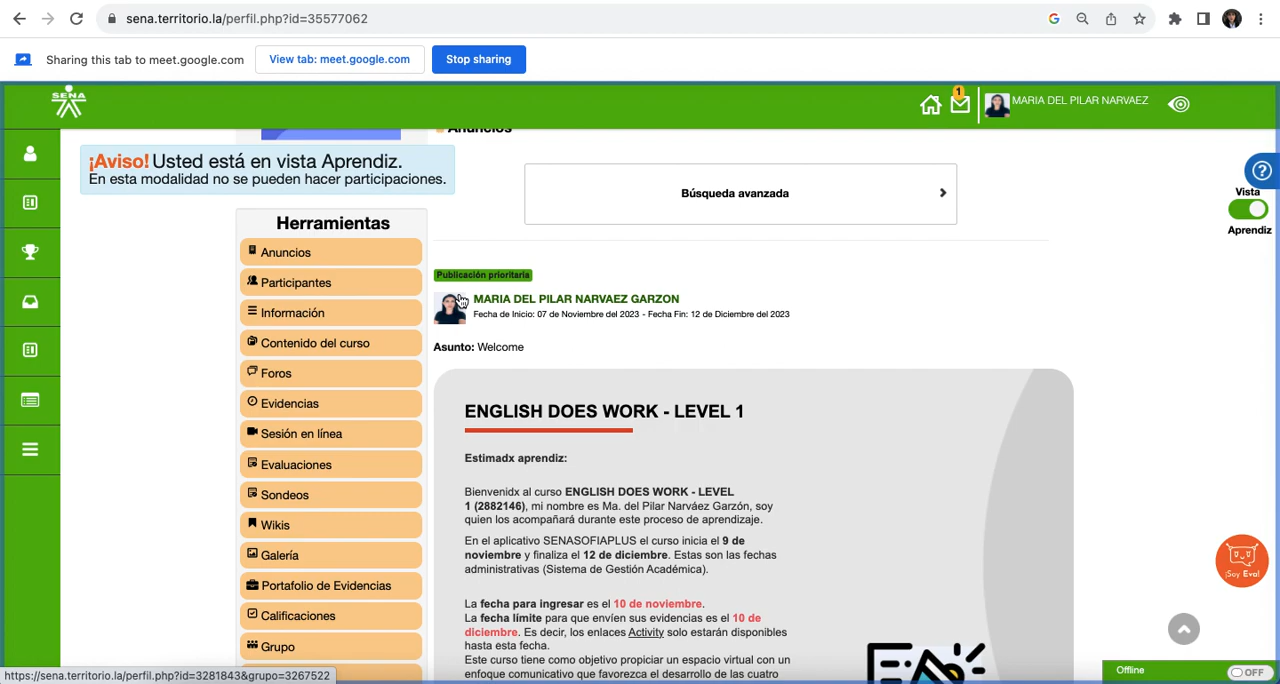 sena.territorio.la/perfil.php?id=35577062
Sharing this tab to meet.google.com
View tab: meet.google.com
Stop sharing
SENA
1
MARIA DEL PILAR NARVAEZ
Anuncios
¡Aviso! Usted está en vista Aprendiz.
En esta modalidad no se pueden hacer participaciones.
Búsqueda avanzada
?
Vista
Aprendiz
Herramientas
Anuncios
Participantes
Información
Contenido del curso
Foros
Evidencias
Sesión en línea
Evaluaciones
Sondeos
Wikis
Galería
Portafolio de Evidencias
Calificaciones
Grupo
Publicación prioritaria
MARIA DEL PILAR NARVAEZ GARZON
Fecha de Inicio: 07 de Noviembre del 2023 - Fecha Fin: 12 de Diciembre del 2023
Asunto: Welcome
ENGLISH DOES WORK - LEVEL 1
Estimadx aprendiz:
Bienvenidx al curso ENGLISH DOES WORK - LEVEL
1 (2882146), mi nombre es Ma. del Pilar Narváez Garzón, soy
quien los acompañará durante este proceso de aprendizaje.
En el aplicativo SENASOFIAPLUS el curso inicia el 9 de
noviembre y finaliza el 12 de diciembre. Estas son las fechas
administrativas (Sistema de Gestión Académica).
La fecha para ingresar es el 10 de noviembre.
La fecha límite para que envíen sus evidencias es el 10 de
diciembre. Es decir, los enlaces Activity solo estarán disponibles
hasta esta fecha.
Este curso tiene como objetivo propiciar un espacio virtual con un
enfoque comunicativo que favorezca el desarrollo de las cuatro
¡Soy Eva!
Offline
OFF
https://sena.territorio.la/perfil.php?id=3281843&grupo=3267522